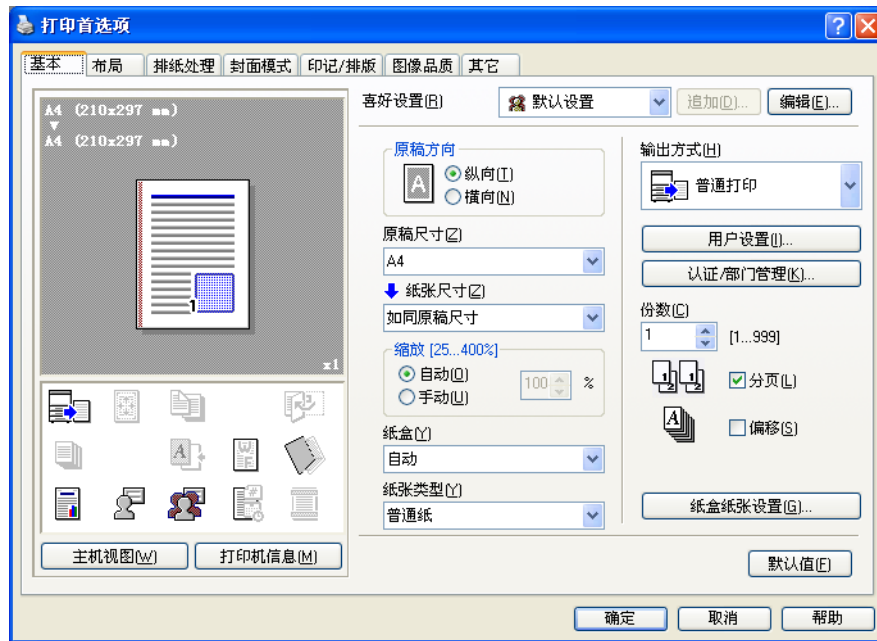 打印首选项
基本 布局 排纸处理 封面模式 印记/排版 图像品质 其它
A4 (210x297 mm)
A4 (210x297 mm)
1
x1
主机视图(W) 打印机信息(M)
喜好设置(R) 默认设置 追加(D)... 编辑(E)...
原稿方向
A 纵向(T)
横向(N)
原稿尺寸(Z)
A4
纸张尺寸(Z)
如同原稿尺寸
缩放 [25...400%]
自动(O)
手动(U)
100 %
纸盒(Y)
自动
纸张类型(Y)
普通纸
输出方式(H)
普通打印
用户设置(I)...
认证/部门管理(K)...
份数(C)
1 [1...999]
分页(L)
偏移(S)
纸盒纸张设置(G)...
默认值(F)
确定 取消 帮助